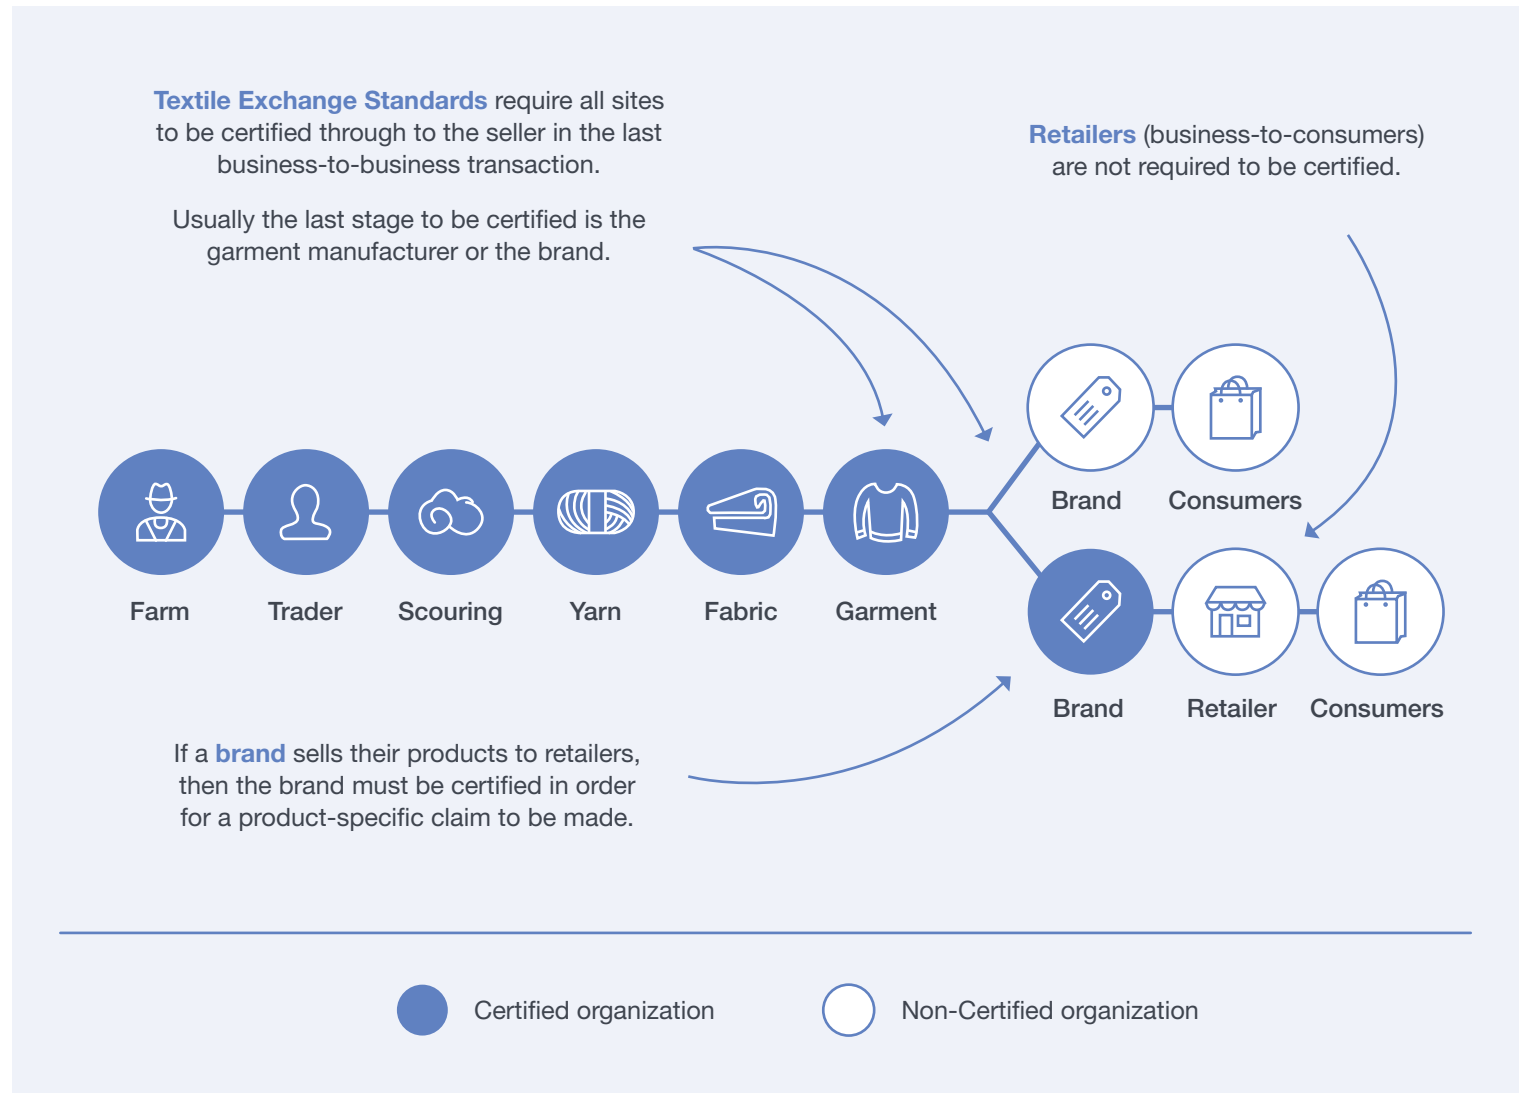 Textile Exchange Standards require all sites
to be certified through to the seller in the last
business-to-business transaction.
Usually the last stage to be certified is the
garment manufacturer or the brand.
Retailers (business-to-consumers)
are not required to be certified.
Brand
Consumers
Farm
Trader
Scouring
Yarn
Fabric
Garment
Brand
Retailer
Consumers
If a brand sells their products to retailers,
then the brand must be certified in order
for a product-specific claim to be made.
Certified organization
Non-Certified organization